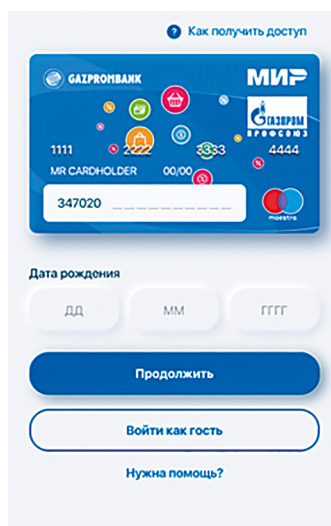 ? Как получить доступ
GAZPROMBANK МИР
ГАЗПРОМ
ПРОФСОЮЗ
1111 2222 3333 4444
MR CARDHOLDER 00/00
347020 _ _ _ _ _ _ _ _ _ _
maestro
Дата рождения
ДД ММ ГГГГ
Продолжить
Войти как гость
Нужна помощь?